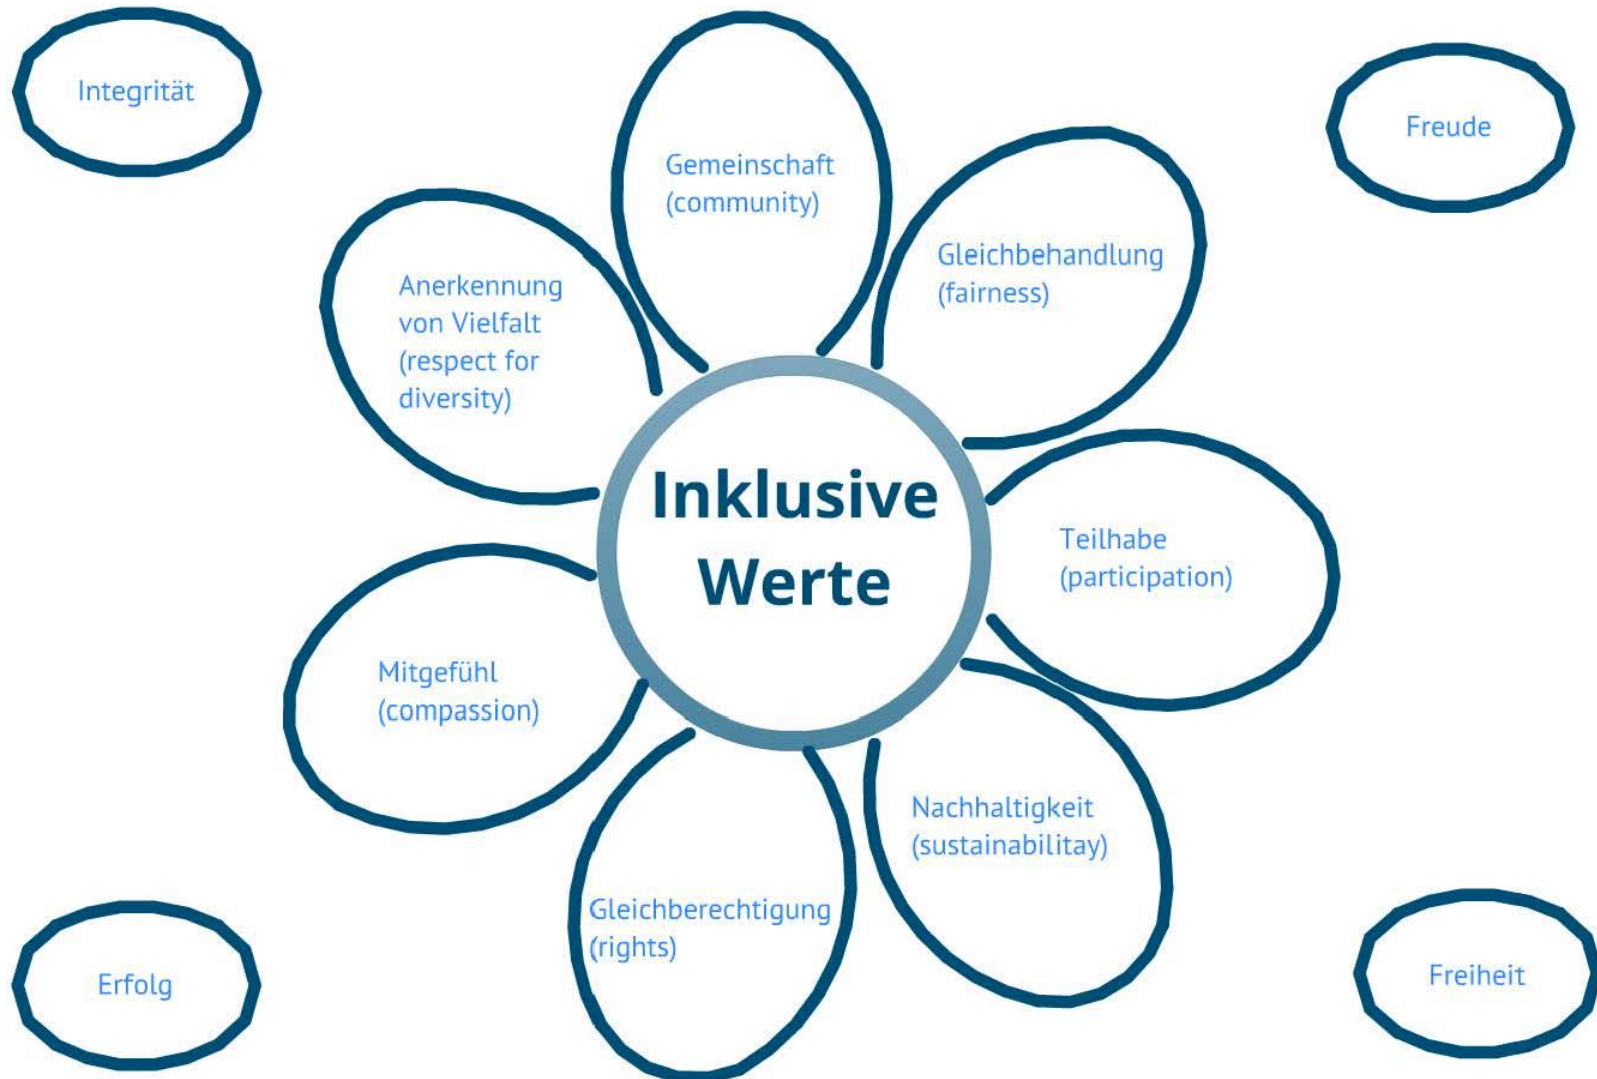 Integrität
Freude
Gemeinschaft
(community)
Gleichbehandlung
(fairness)
Anerkennung
von Vielfalt
(respect for
diversity)
Inklusive
Werte
Teilhabe
(participation)
Mitgefühl
(compassion)
Nachhaltigkeit
(sustainabilitay)
Gleichberechtigung
(rights)
Erfolg
Freiheit